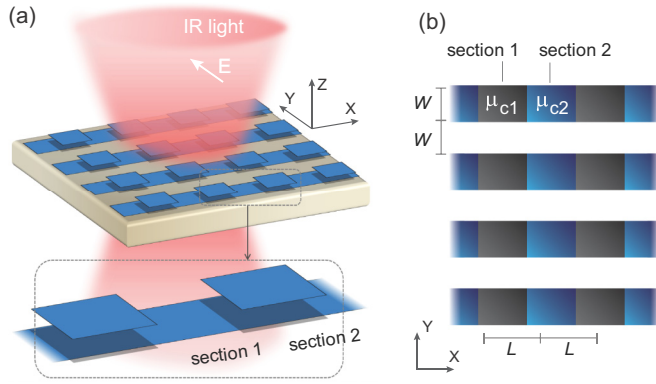 (a)
IR light
E
Z
Y
X
section 1
section 2
(b)
section 1
section 2
W
μc1
μc2
W
L
L
Y
X